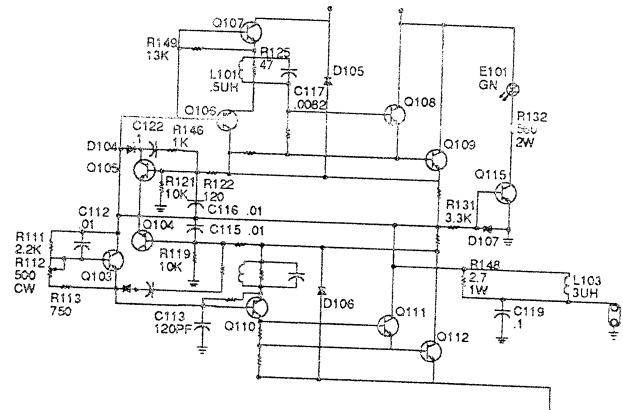 Q107
R149
13K
R125
47
L101
.5UH
C117
.0082
D105
Q108
E101
GN
R132
2W
Q106
C122
R146
1K
D104
Q105
Q109
Q115
R121
10K
R122
120
R131
3.3K
C116 .01
C115 .01
C112
.01
Q104
D107
R111
2.2K
R112
500
CW
Q103
R119
10K
R113
750
R148
2.7
1W
L103
3UH
D106
C113
120PF
Q110
Q111
Q112
C119
.1